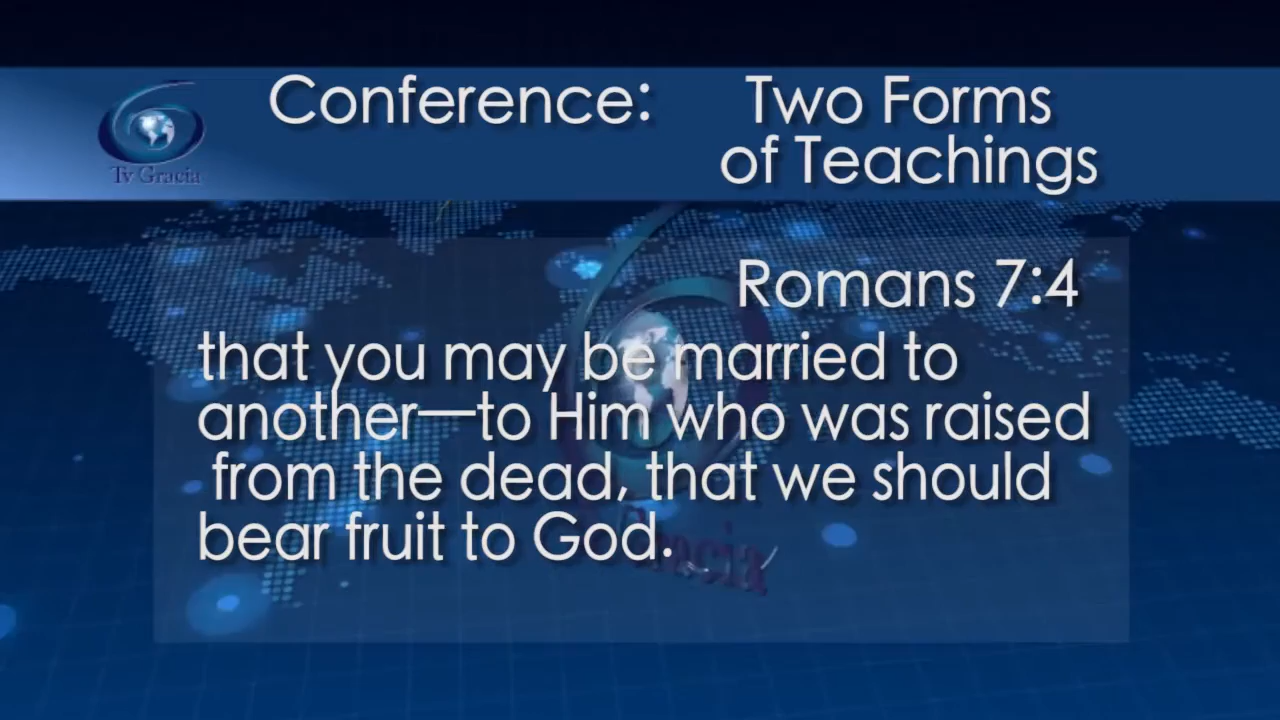 Conference: Two Forms
of Teachings
Tv Gracia
Romans 7:4
that you may be married to
another—to Him who was raised
from the dead, that we should
bear fruit to God.
Gracia